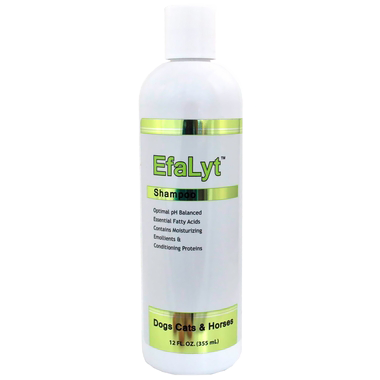 EfaLyt™
Shampoo
Optimal pH Balanced
Essential Fatty Acids
Contains Moisturizing
Emollients &
Conditioning Proteins
Dogs Cats & Horses
12 FL. OZ. (355 mL)